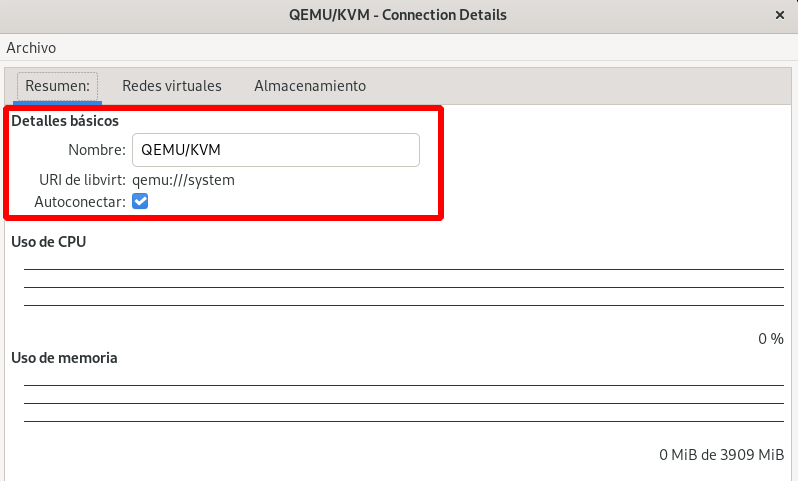 QEMU/KVM - Connection Details
Archivo
Resumen: Redes virtuales Almacenamiento
Detalles básicos
Nombre: QEMU/KVM
URI de libvirt: qemu:///system
Autoconectar:
Uso de CPU
0 %
Uso de memoria
0 MiB de 3909 MiB